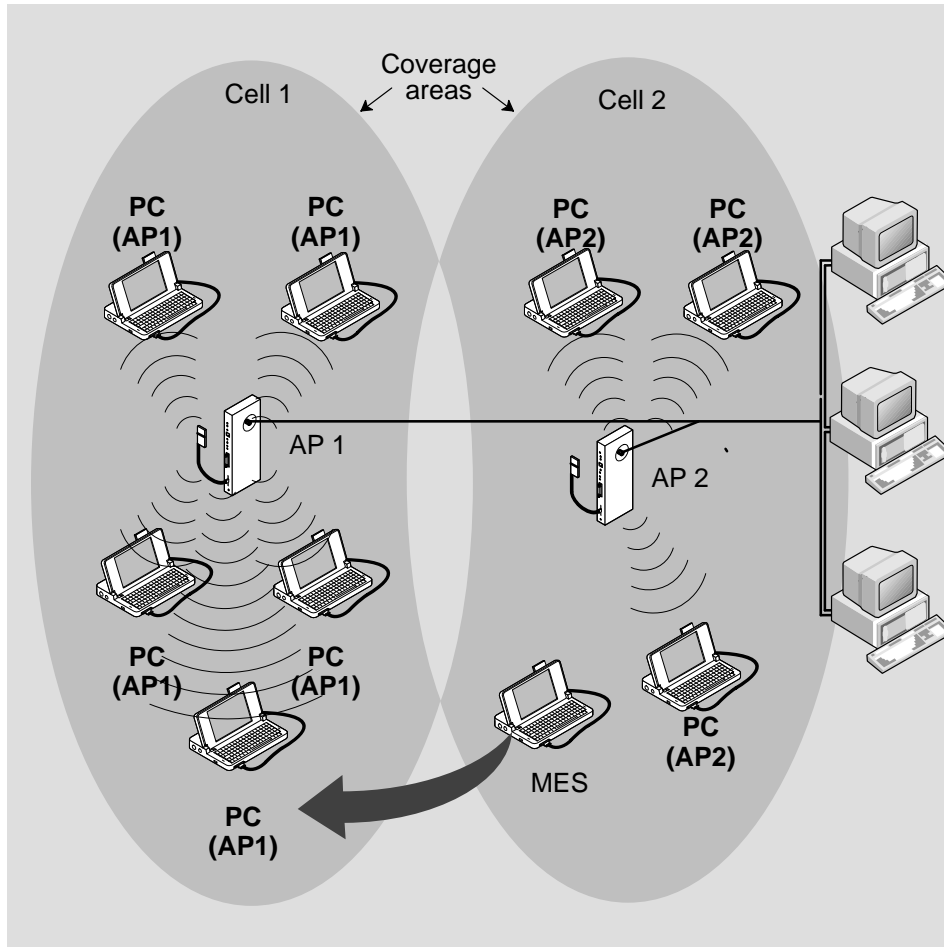 Coverage
areas
Cell 1
Cell 2
PC
(AP1)
PC
(AP1)
PC
(AP2)
PC
(AP2)
AP 1
AP 2
PC
(AP1)
PC
(AP1)
PC
(AP2)
MES
PC
(AP1)